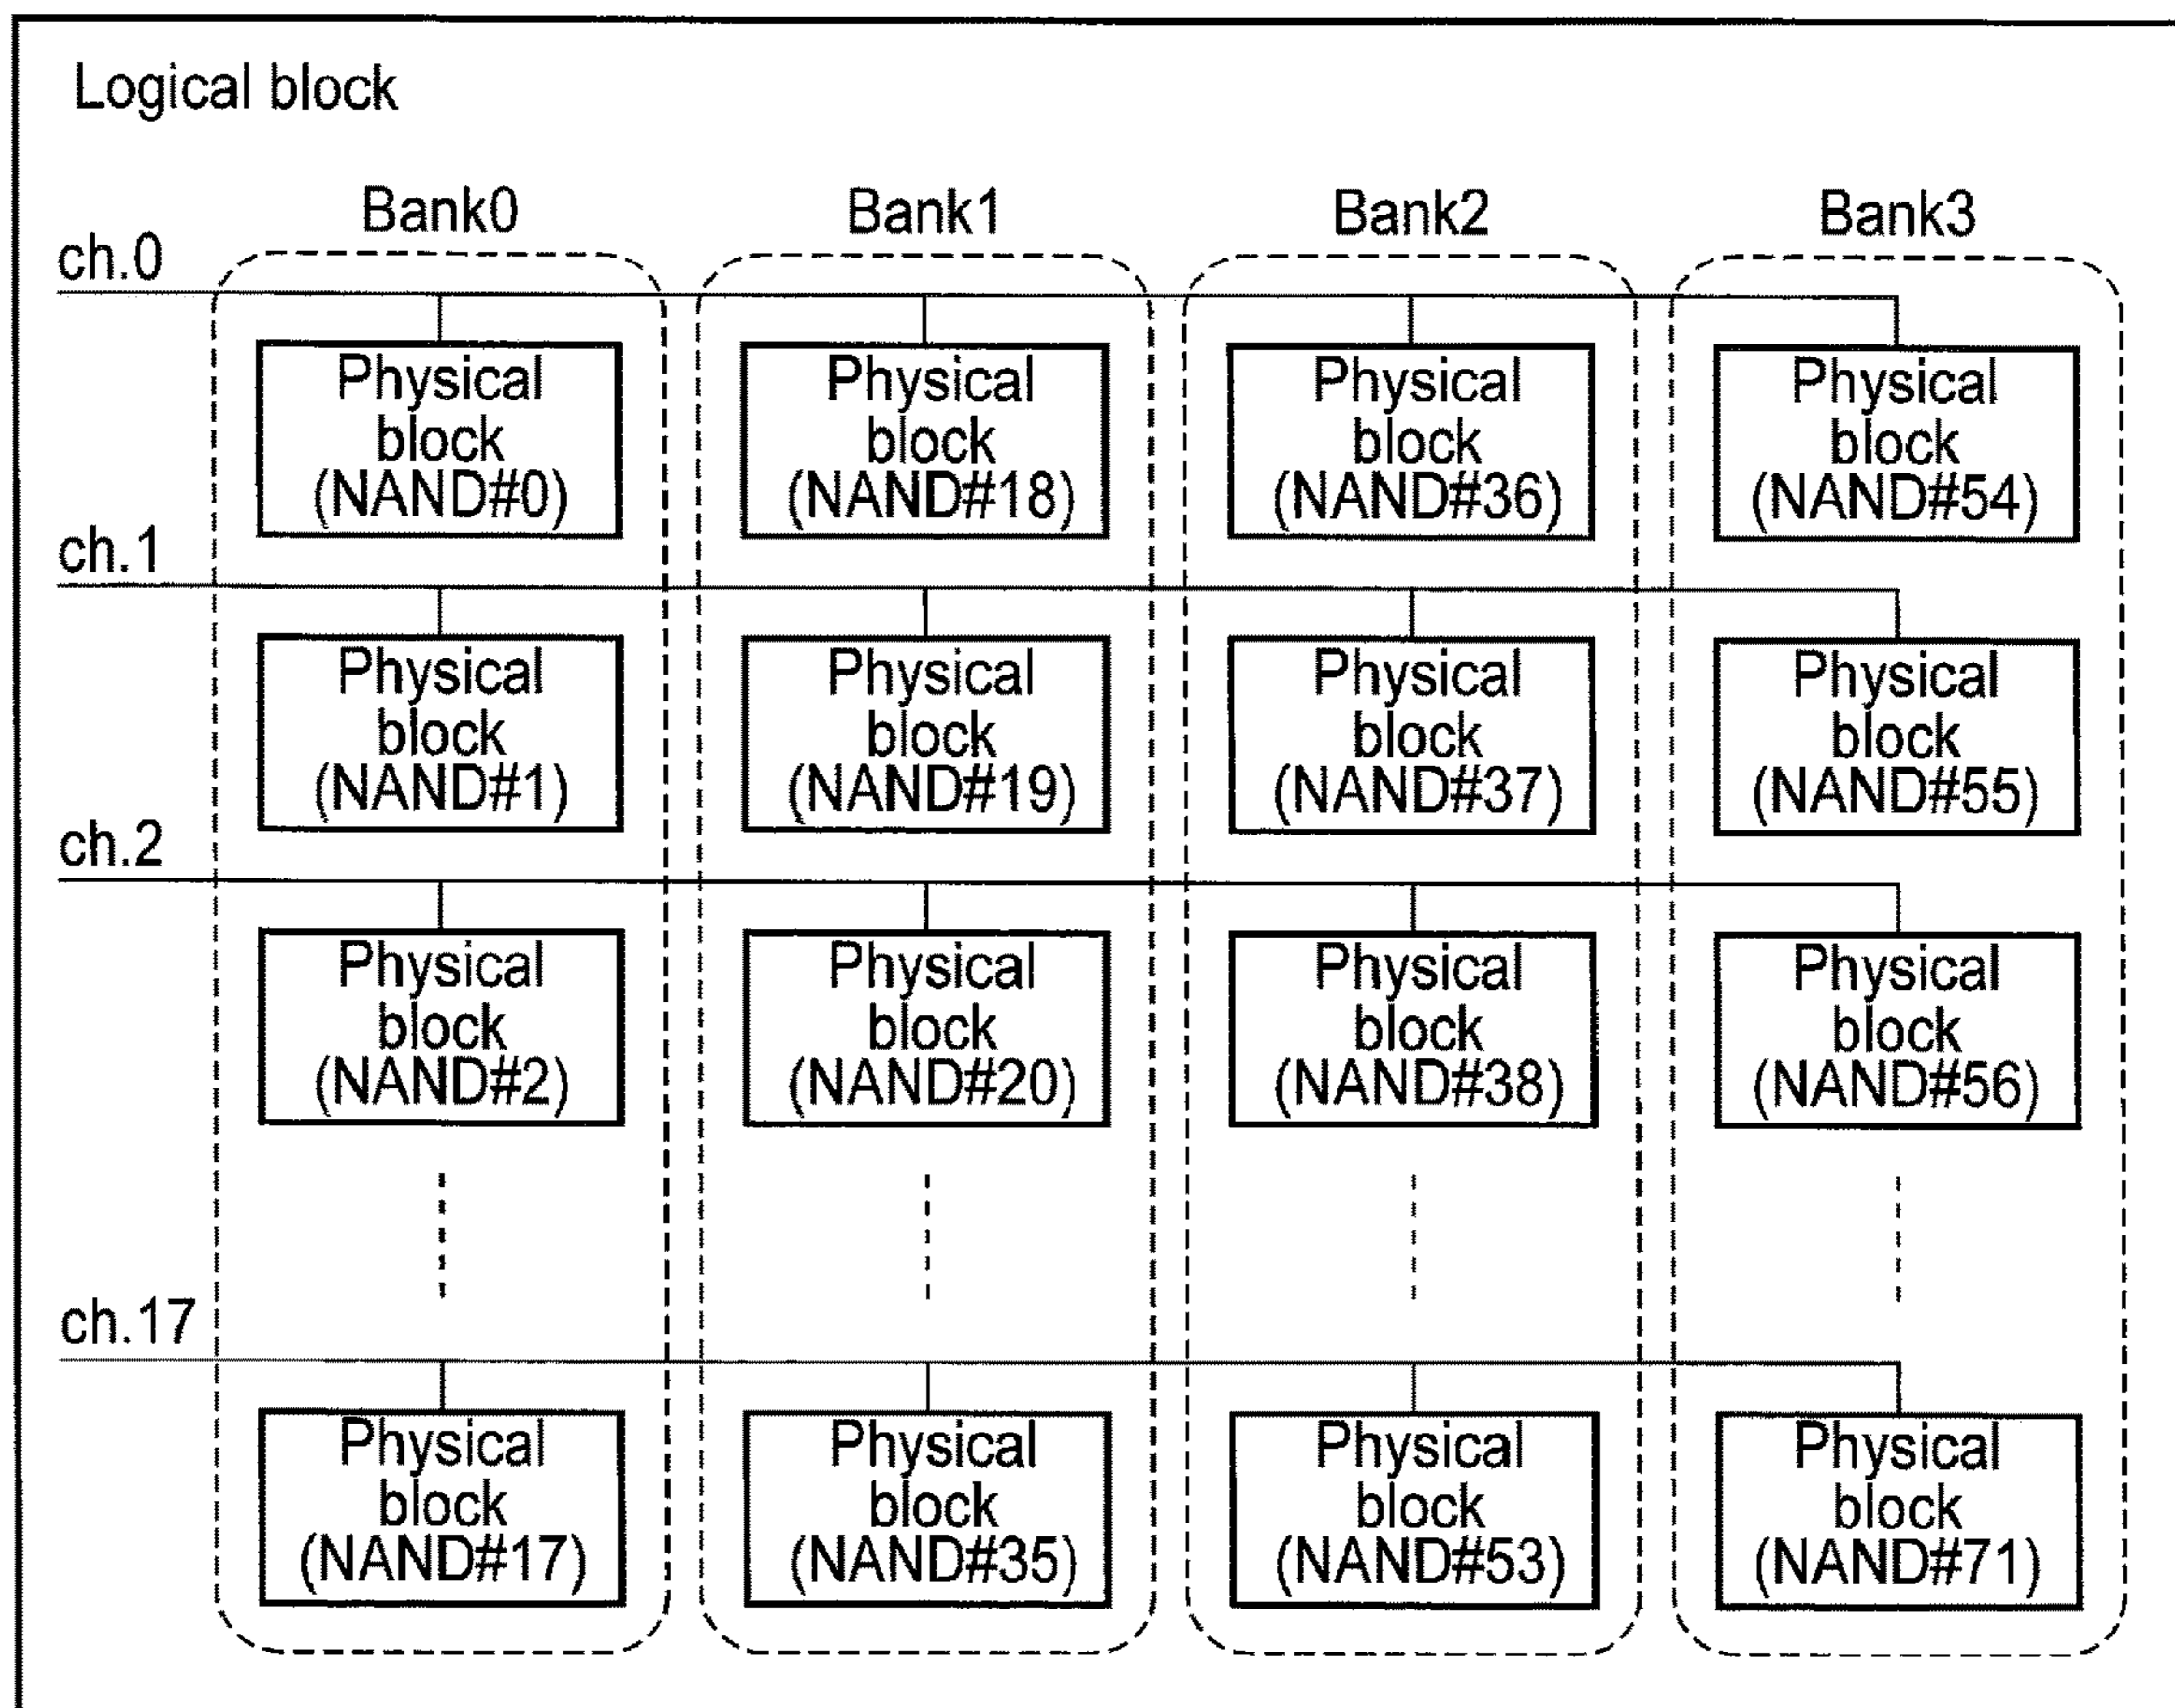 Logical block
Bank0 Bank1 Bank2 Bank3
ch.0
Physical Physical Physical Physical
block block block block
(NAND#0) (NAND#18) (NAND#36) (NAND#54)
ch.1
Physical Physical Physical Physical
block block block block
(NAND#1) (NAND#19) (NAND#37) (NAND#55)
ch.2
Physical Physical Physical Physical
block block block block
(NAND#2) (NAND#20) (NAND#38) (NAND#56)
ch.17
Physical Physical Physical Physical
block block block block
(NAND#17) (NAND#35) (NAND#53) (NAND#71)